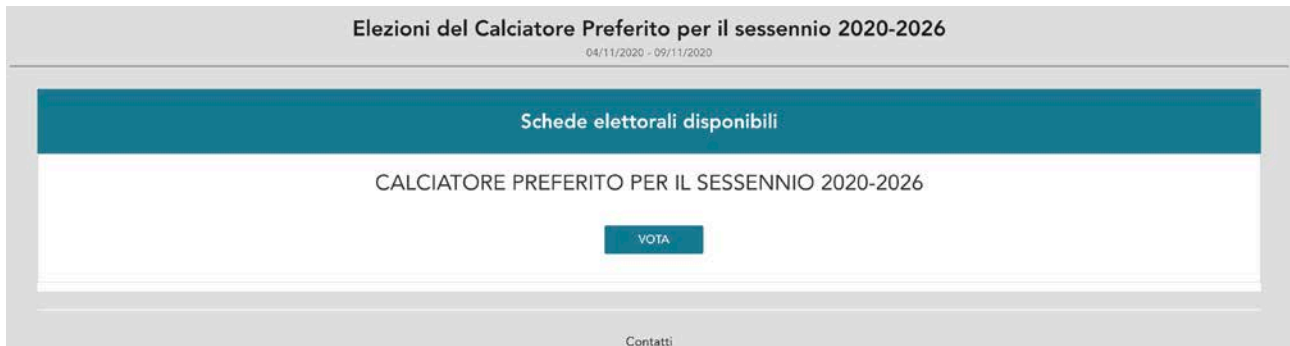 Elezioni del Calciatore Preferito per il sessennio 2020-2026
04/11/2020 - 09/11/2020
Schede elettorali disponibili
CALCIATORE PREFERITO PER IL SESSENNIO 2020-2026
VOTA
Contatti